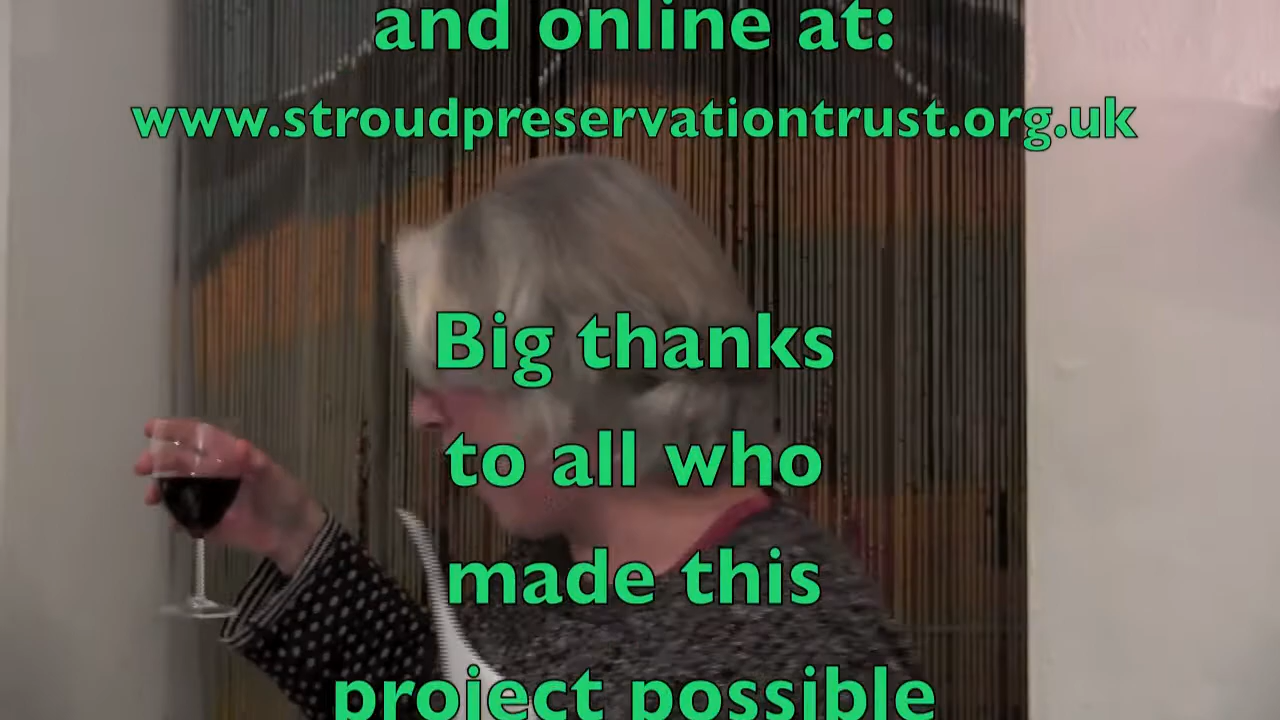 and online at:
www.stroudpreservationtrust.org.uk
Big thanks
to all who
made this
project possible